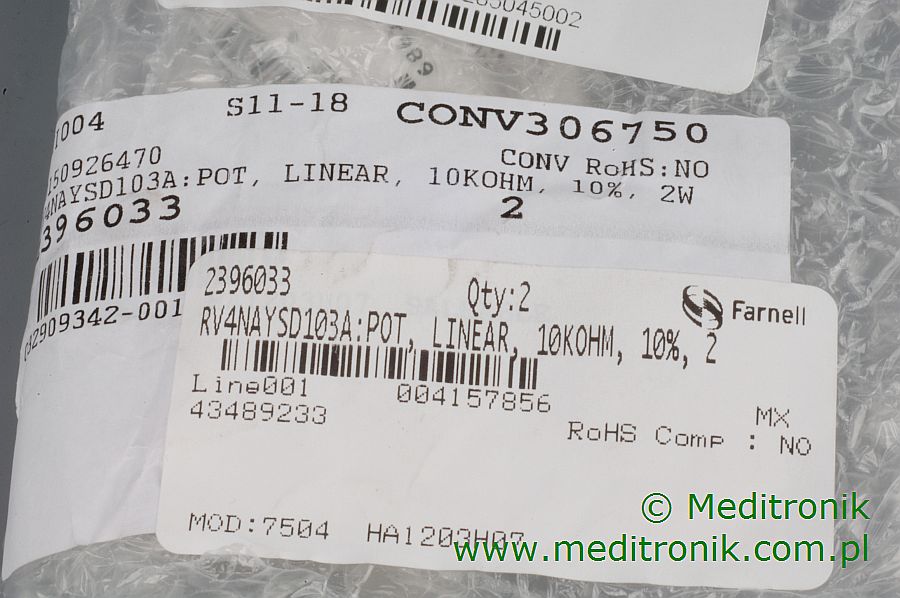 S11-18 CONV306750
CONV RoHS:NO
:POT, LINEAR, 10KOHM, 10%, 2W
396033 2
2909342-001
2396033 Qty:2 Farnell
RV4NAYSD103A:POT, LINEAR, 10KOHM, 10%, 2
Line001 004157856
43489233 MX
RoHS Comp : NO
MOD:7504 HA1203H07
© Meditronik
www.meditronik.com.pl